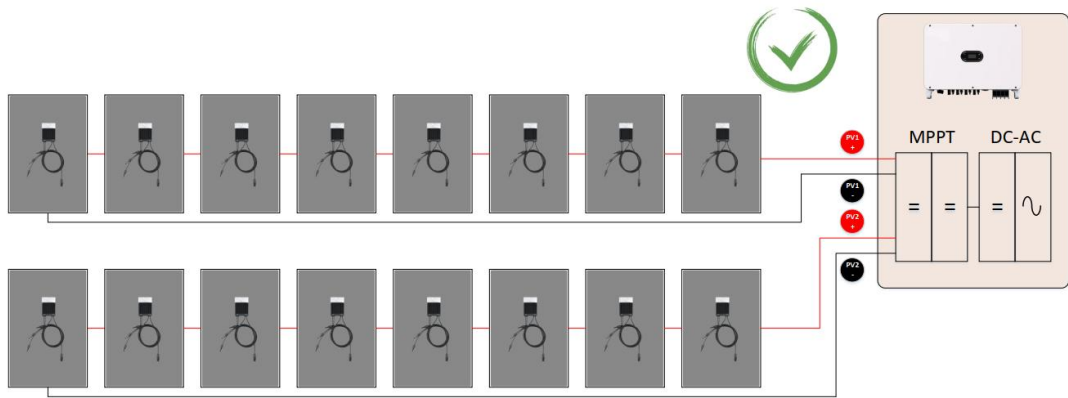 MPPT DC-AC
PV1
+
PV1
-
PV2
+
PV2
-
= = = ∿